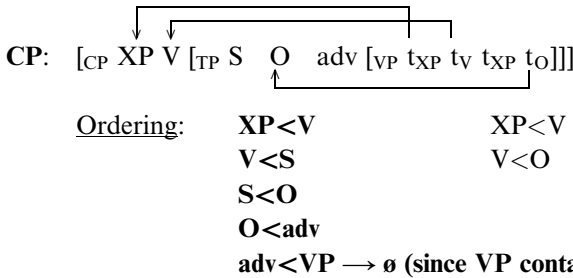 CP: [CP XP V [TP S O adv [VP tXP tV tXP tO]]]
Ordering: XP<V XP<V
V<S V<O
S<O
O<adv
adv<VP → ø (since VP conta